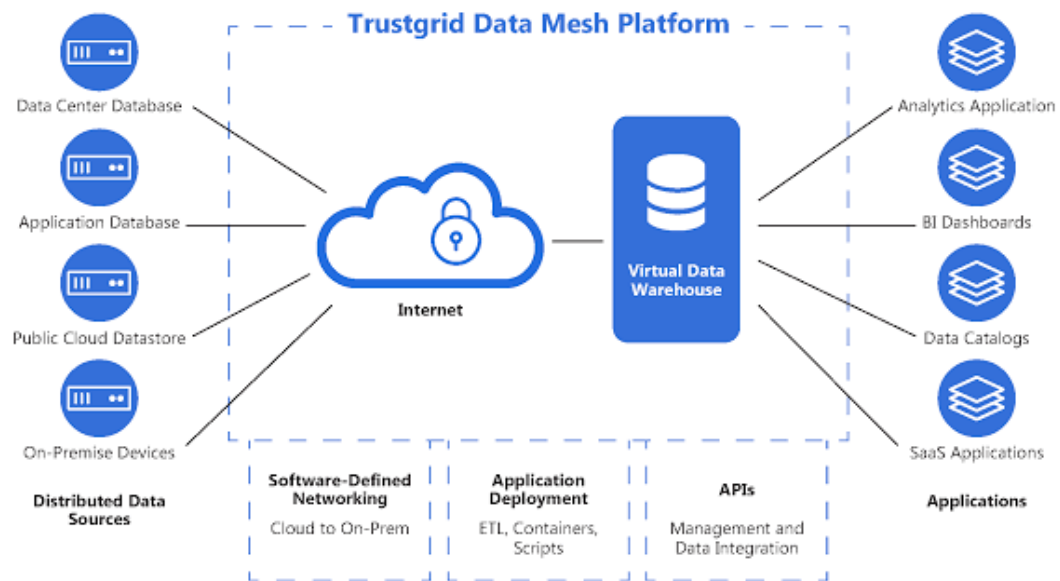 Trustgrid Data Mesh Platform
Data Center Database
Application Database
Public Cloud Datastore
On-Premise Devices
Distributed Data
Sources
Internet
Virtual Data
Warehouse
Analytics Application
BI Dashboards
Data Catalogs
SaaS Applications
Applications
Software-Defined
Networking
Cloud to On-Prem
Application
Deployment
ETL, Containers,
Scripts
APIs
Management and
Data Integration